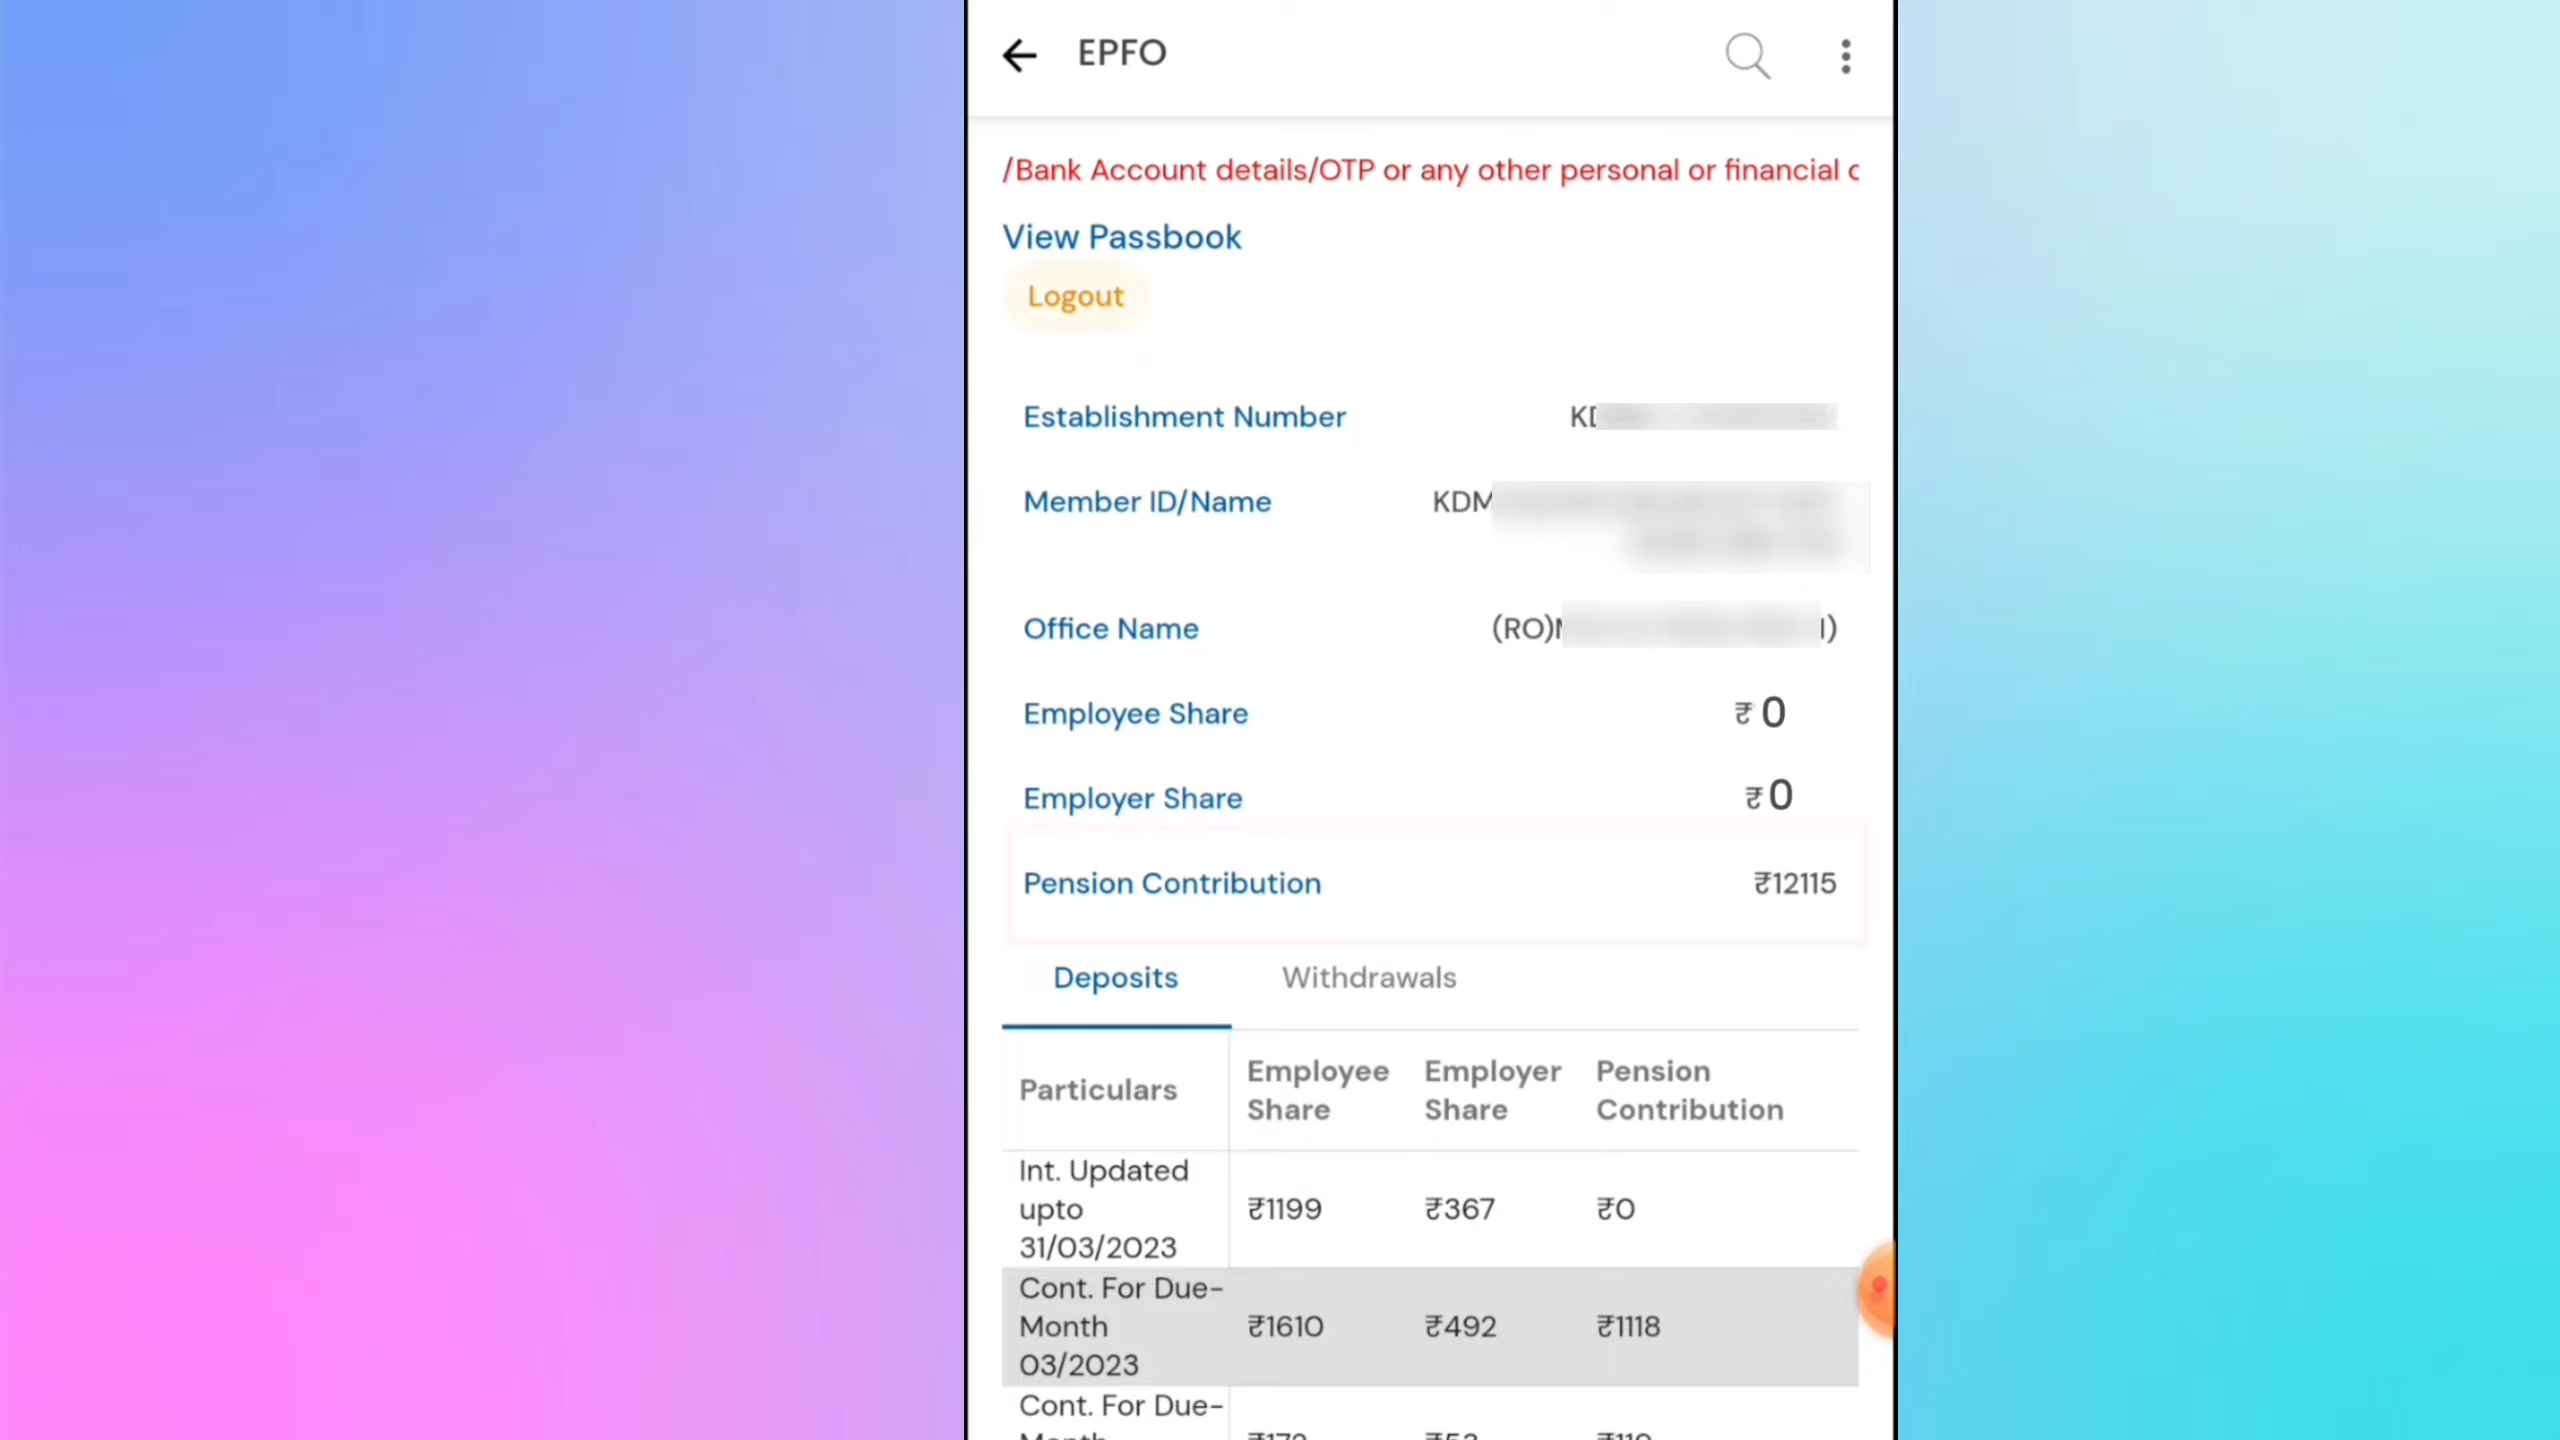 EPFO
/Bank Account details/OTP or any other personal or financial
View Passbook
Logout
Establishment Number
Member ID/Name KDM
Office Name (RO)
Employee Share ₹ 0
Employer Share ₹ 0
Pension Contribution ₹12115
Deposits Withdrawals
Particulars Employee Share Employer Share Pension Contribution
Int. Updated upto 31/03/2023 ₹1199 ₹367 ₹0
Cont. For Due-Month 03/2023 ₹1610 ₹492 ₹1118
Cont. For Due-